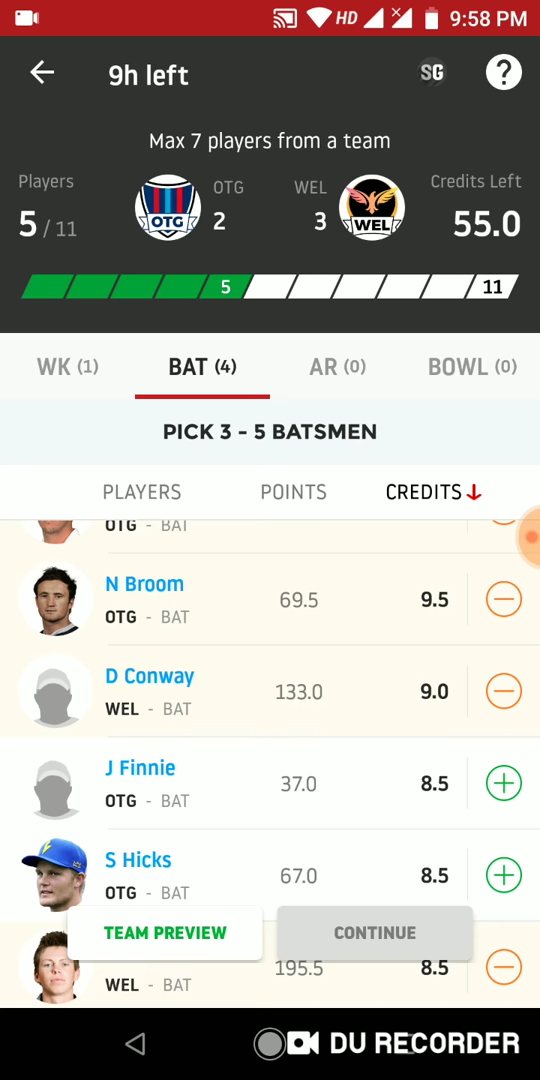 HD 9:58 PM
9h left SG ?
Max 7 players from a team
Players OTG WEL Credits Left
5 / 11 OTG 2 3 WEL 55.0
5 11
WK (1) BAT (4) AR (0) BOWL (0)
PICK 3 - 5 BATSMEN
PLAYERS POINTS CREDITS
OTG - BAT
N Broom
OTG - BAT 69.5 9.5
D Conway
WEL - BAT 133.0 9.0
J Finnie
OTG - BAT 37.0 8.5
S Hicks
OTG - BAT 67.0 8.5
TEAM PREVIEW CONTINUE
WEL - BAT 195.5 8.5
DU RECORDER